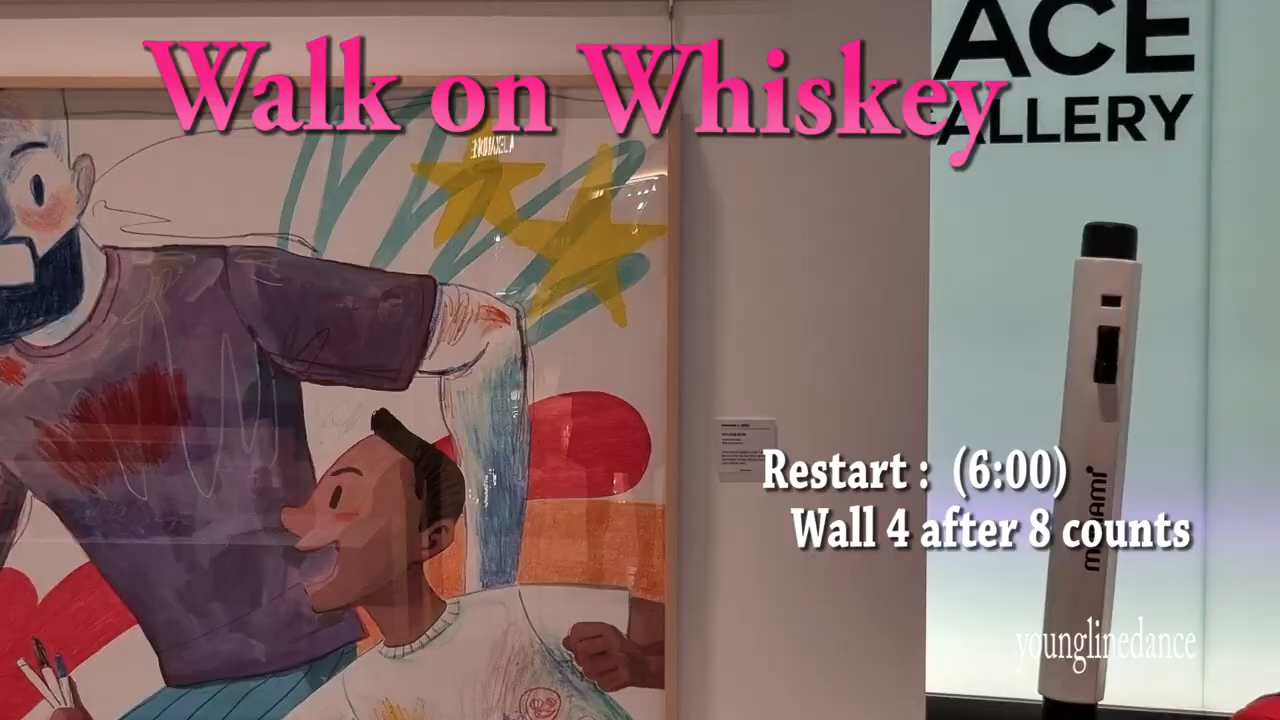 Walk on Whiskey
ACE
ALLERY
Restart :  (6:00)
Wall 4 after 8 counts
younglinedance